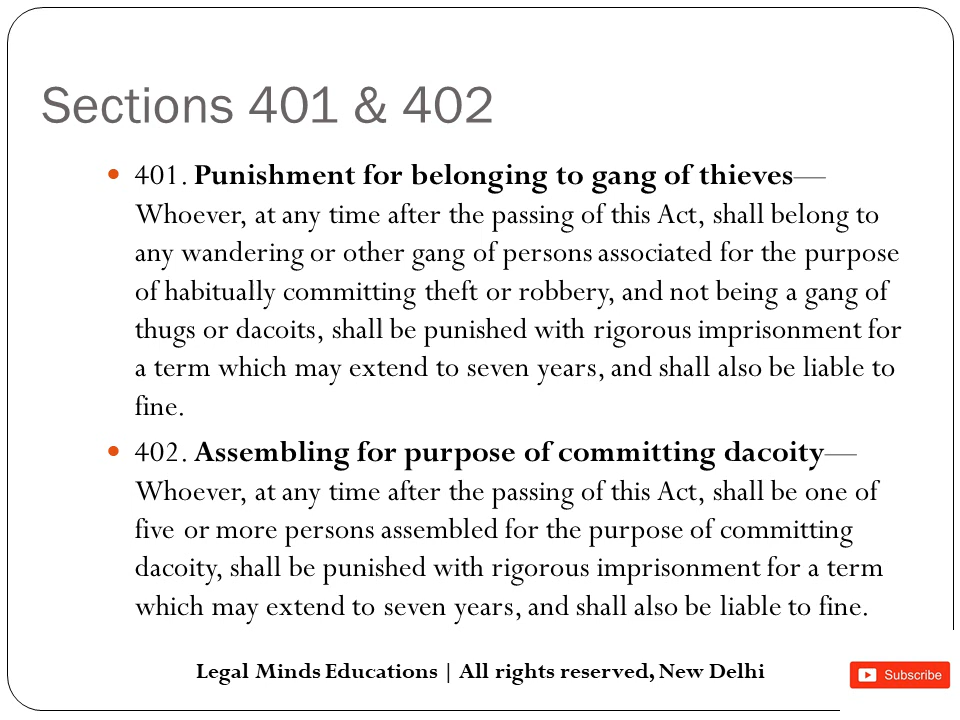 Sections 401 & 402
401. Punishment for belonging to gang of thieves—
Whoever, at any time after the passing of this Act, shall belong to
any wandering or other gang of persons associated for the purpose
of habitually committing theft or robbery, and not being a gang of
thugs or dacoits, shall be punished with rigorous imprisonment for
a term which may extend to seven years, and shall also be liable to
fine.
402. Assembling for purpose of committing dacoity—
Whoever, at any time after the passing of this Act, shall be one of
five or more persons assembled for the purpose of committing
dacoity, shall be punished with rigorous imprisonment for a term
which may extend to seven years, and shall also be liable to fine.
Legal Minds Educations | All rights reserved, New Delhi
Subscribe